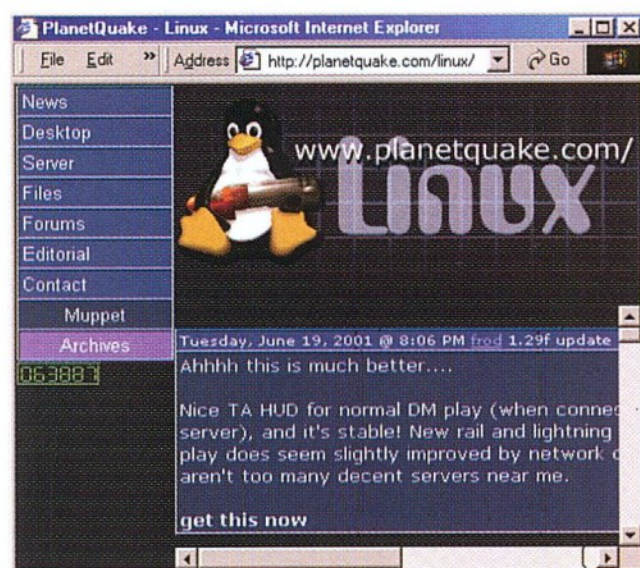 PlanetQuake - Linux - Microsoft Internet Explorer
File Edit » Address http://planetquake.com/linux/ Go
News
Desktop
Server
Files
Forums
Editorial
Contact
Muppet
Archives
063887
www.planetquake.com/
Linux
Tuesday, June 19, 2001 @ 8:06 PM frod 1.29f update
Ahhhh this is much better....
Nice TA HUD for normal DM play (when connec
server), and it's stable! New rail and lightning
play does seem slightly improved by network
aren't too many decent servers near me.
get this now